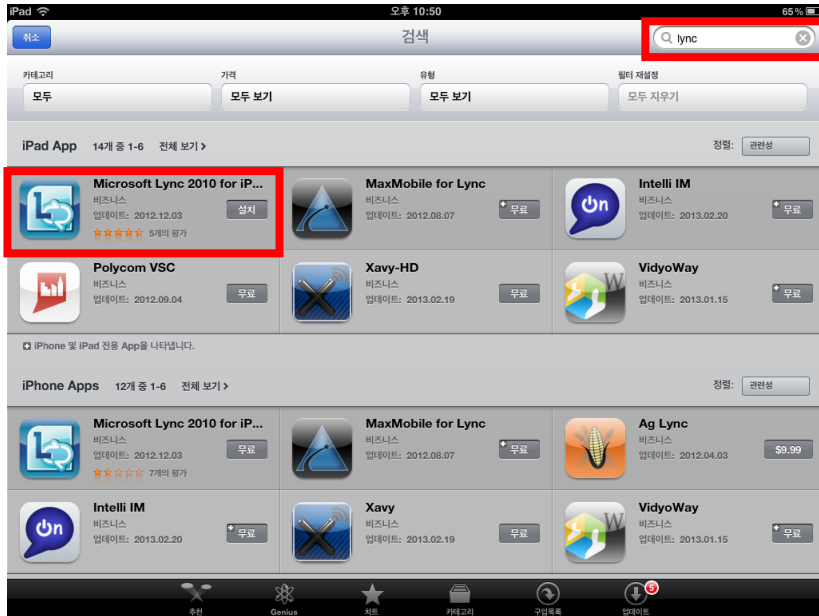 iPad 오후 10:50 65%
취소 검색 lync
카테고리 가격 유형 필터 재설정
모두 모두 보기 모두 보기 모두 지우기
iPad App 14개 중 1-6 전체 보기 > 정렬: 관련성
Microsoft Lync 2010 for iP... MaxMobile for Lync Intelli IM
비즈니스 비즈니스 비즈니스
업데이트: 2012.12.03 설치 업데이트: 2012.08.07 무료 업데이트: 2013.02.20 무료
5개의 평가
Polycom VSC Xavy-HD VidyoWay
비즈니스 비즈니스 비즈니스
업데이트: 2012.09.04 무료 업데이트: 2013.02.19 무료 업데이트: 2013.01.15 무료
iPhone 및 iPad 전용 App을 나타냅니다.
iPhone Apps 12개 중 1-6 전체 보기 > 정렬: 관련성
Microsoft Lync 2010 for iP... MaxMobile for Lync Ag Lync
비즈니스 비즈니스 비즈니스
업데이트: 2012.12.03 무료 업데이트: 2012.08.07 무료 업데이트: 2012.04.03 $9.99
7개의 평가
Intelli IM Xavy VidyoWay
비즈니스 비즈니스 비즈니스
업데이트: 2013.02.20 무료 업데이트: 2013.02.19 무료 업데이트: 2013.01.15 무료
5
추천 Genius 차트 카테고리 구입목록 업데이트